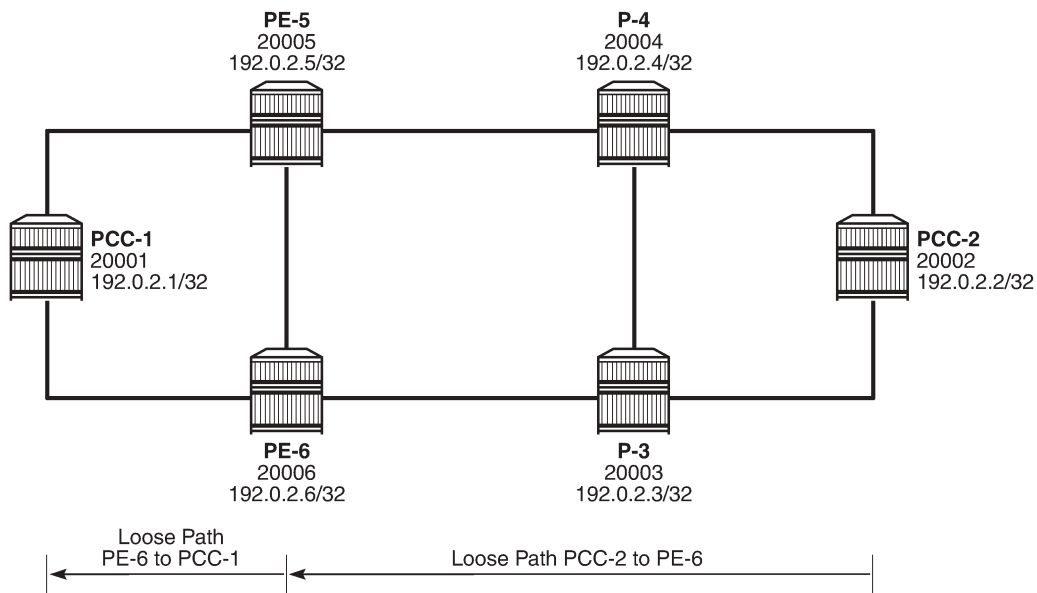 PE-5
20005
192.0.2.5/32
P-4
20004
192.0.2.4/32
PCC-1
20001
192.0.2.1/32
PCC-2
20002
192.0.2.2/32
PE-6
20006
192.0.2.6/32
P-3
20003
192.0.2.3/32
Loose Path
PE-6 to PCC-1
Loose Path PCC-2 to PE-6